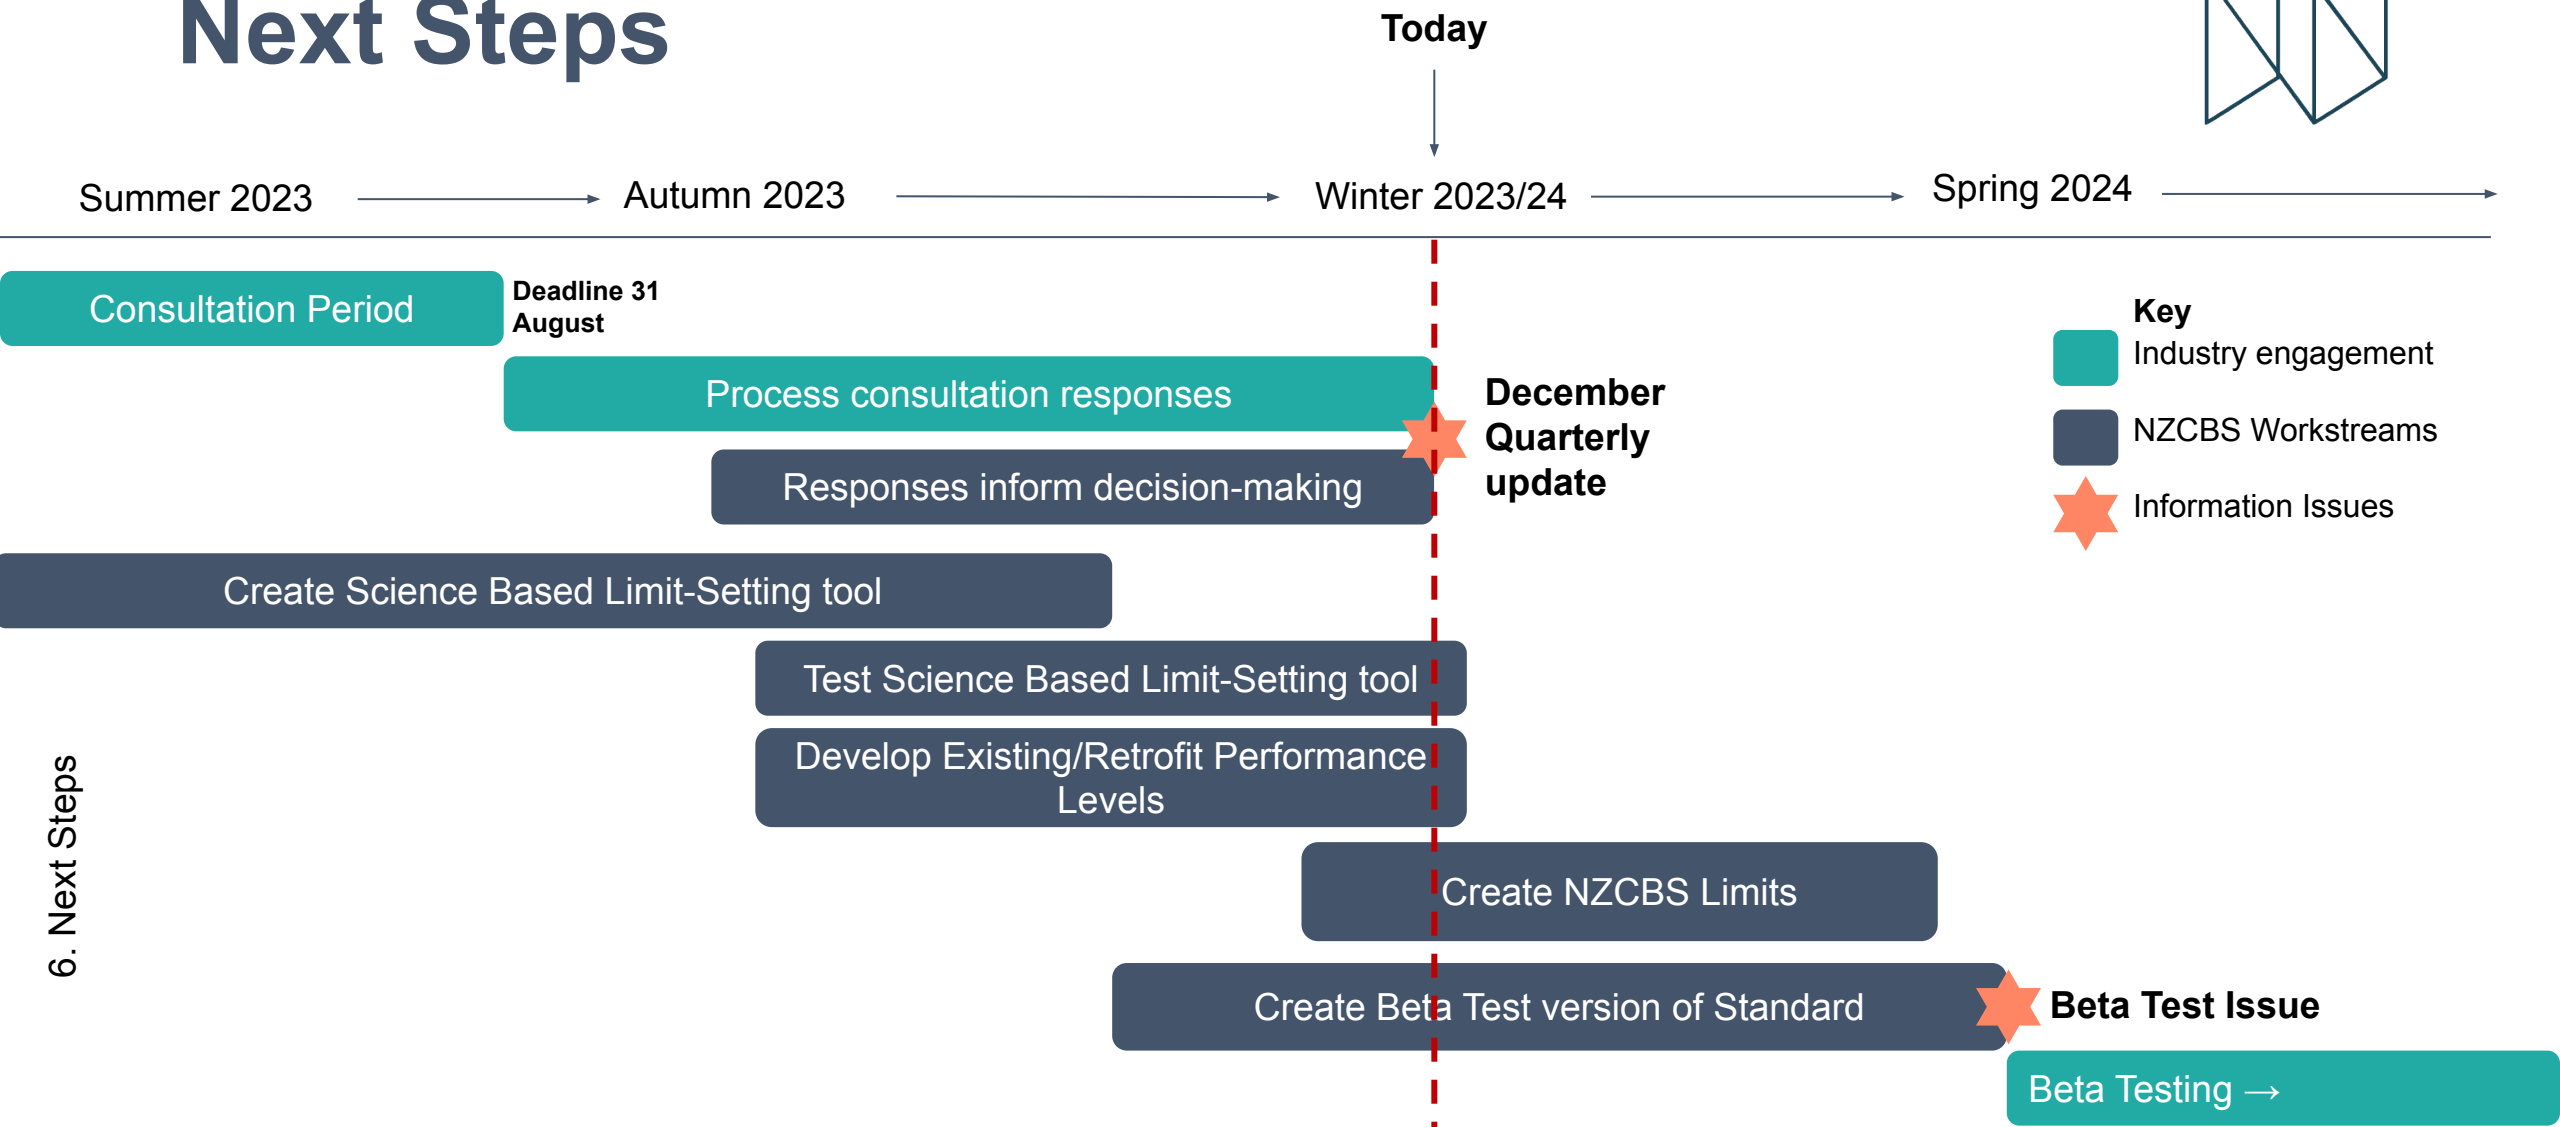 Next Steps
Today
Summer 2023
Autumn 2023
Winter 2023/24
Spring 2024
Consultation Period
Deadline 31
August
Process consultation responses
December
Quarterly
update
Responses inform decision-making
Key
Industry engagement
NZCBS Workstreams
Information Issues
Create Science Based Limit-Setting tool
Test Science Based Limit-Setting tool
Develop Existing/Retrofit Performance
Levels
Create NZCBS Limits
Create Beta Test version of Standard
Beta Test Issue
Beta Testing →
6. Next Steps